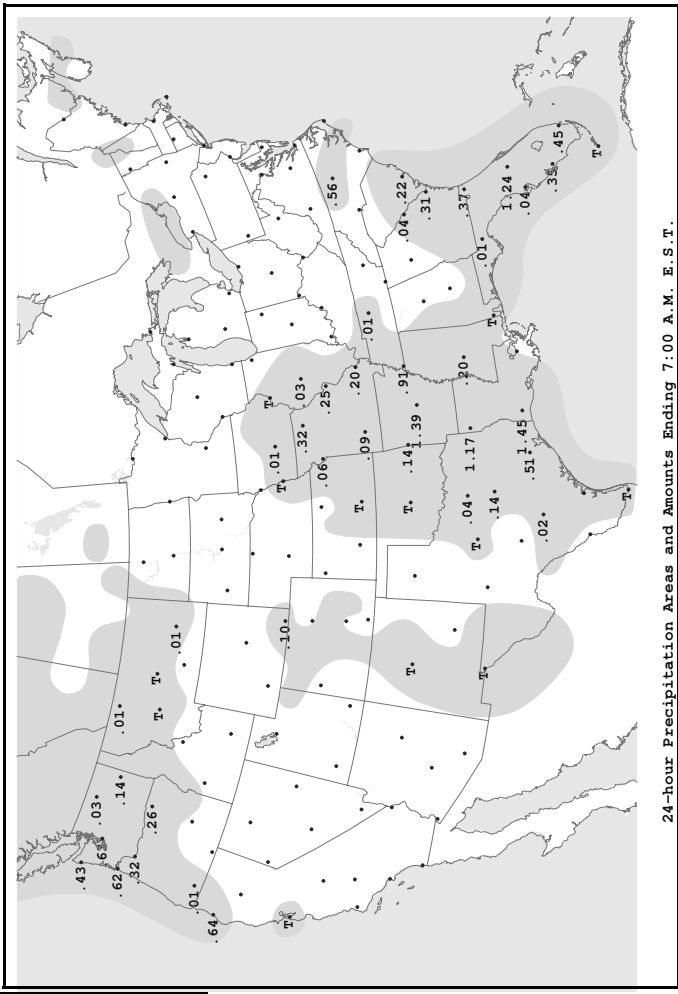 .43
.03
.62
.01
.14
.32
.26
T
T
.01
.01
.64
T
.01
T
.10
T
.03
.32
.06
.25
.56
.20
T
.09
.01
.22
.04
.91
.14
T
T
1.39
.31
.37
.20
.04
1.17
T
.01
T
T
.14
1.24
1.45
.04
.51
.02
.45
T
T
24-hour Precipitation Areas and Amounts Ending 7:00 A.M. E.S.T.